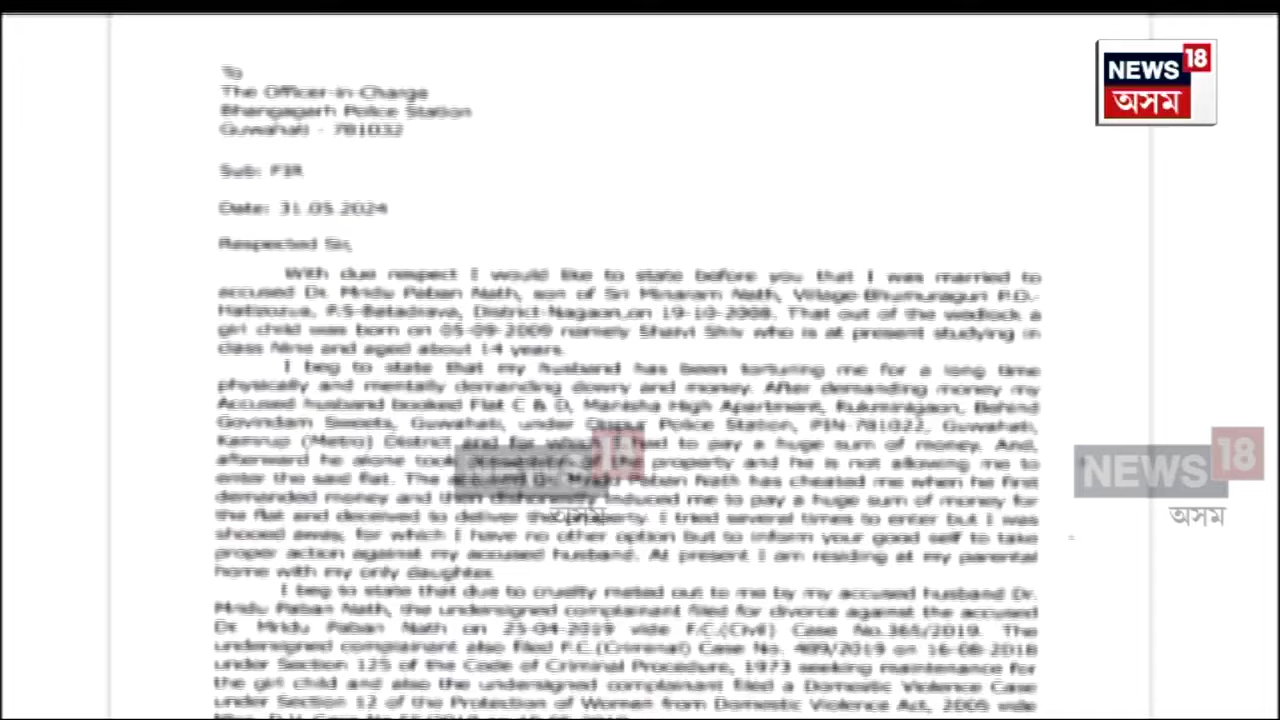 NEWS 18
অসম
To
The Officer-in-Charge
Bhangagarh Police Station
Guwahati - 781032
Sub: FIR
Date: 31.05.2024
Respected Sir,
With due respect I would like to state before you that I was married to
accused Dr. Mridu Paban Nath, son of Sri Village P.O.-
P.S-Batadrava, District Nagaon,on 19-10-2008. That out of the wedlock a
girl child was born on 05-09-2009 namely who is at present studying in
class Nine and aged about 14 years.
I beg to state that my husband has been torturing me for a long time
physically and mentally demanding dowry and money. After demanding money my
Accused husband booked Flat C & D, Manisha High Apartment, Rukminigaon, Behind
Govindam Sweets, Guwahati, under Dispur Police Station, PIN-781022, Guwahati,
Kamrup (Metro) District and for to pay a huge sum of money. And,
afterward he alone took property and he is not allowing me to
enter the said flat. The accused Paban Nath has cheated me when he first
demanded money and then dishonestly induced me to pay a huge sum of money for
the flat and deceived to deliver the property. I tried several times to enter but I was
shooed away, for which I have no other option but to inform your good self to take
proper action against my accused husband. At present I am residing at my parental
home with my only daughter.
I beg to state that due to cruelty meted out to me by my accused husband Dr.
Mridu Paban Nath, the undersigned complainant filed for divorce against the accused
Dr. Mridu Paban Nath on 25-04-2019 vide F.C.(Civil) Case No.365/2019. The
undersigned complainant also filed F.C.(Criminal) Case No. 489/2019 on
under Section 125 of the Code of Criminal Procedure, 1973 seeking maintenance for
the girl child and also the undersigned complainant filed a Domestic Violence Case
under Section 12 of the Protection of Women from Domestic Violence Act, 2005 vide
NEWS 18
অসম
NEWS 18
অসম